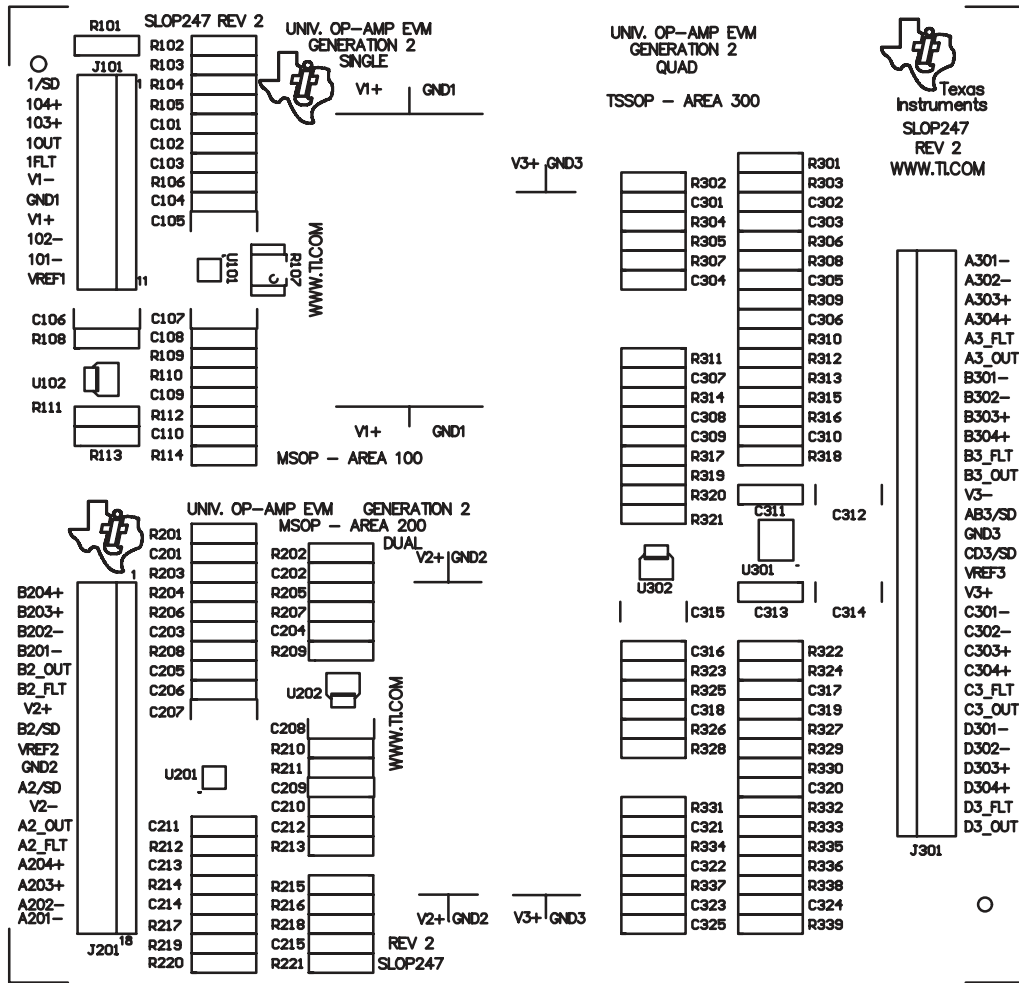 SLOP247 REV 2
UNIV. OP-AMP EVM
GENERATION 2
SINGLE
V1+ GND1
R101
J101
1
1/SD
104+
103+
1OUT
1FLT
V1-
GND1
V1+
102-
101-
VREF1
11
R102
R103
R104
R105
C101
C102
C103
R106
C104
C105
U101
R107
WWW.TI.COM
C106
R108
U102
R111
R113
C107
C108
R109
R110
C109
R112
C110
R114
V1+ GND1
MSOP - AREA 100
UNIV. OP-AMP EVM GENERATION 2
MSOP - AREA 200
DUAL
V2+ GND2
1
B204+
B203+
B202-
B201-
B2_OUT
B2_FLT
V2+
B2/SD
VREF2
GND2
A2/SD
V2-
A2_OUT
A2_FLT
A204+
A203+
A202-
A201-
J201
18
R201
C201
R203
R204
R206
C203
R208
C205
C206
C207
U201
C211
R212
C213
R214
C214
R217
R219
R220
R202
C202
R205
R207
C204
R209
U202
WWW.TI.COM
C208
R210
R211
C209
C210
C212
R213
R215
R216
R218
C215
R221
V2+ GND2
REV 2
SLOP247
UNIV. OP-AMP EVM
GENERATION 2
QUAD
TSSOP - AREA 300
V3+ GND3
R302
C301
R304
R305
R307
C304
R311
C307
R314
C308
C309
R317
R319
R320
R321
U302
C315
C316
R323
R325
C318
R326
R328
R331
C321
R334
C322
R337
C323
C325
V3+ GND3
R301
R303
C302
C303
R306
R308
C305
R309
C306
R310
R312
R313
R315
R316
C310
R318
C311
C312
U301
C313
C314
R322
R324
C317
C319
R327
R329
R330
C320
R332
R333
R335
R336
R338
C324
R339
Texas
Instruments
SLOP247
REV 2
WWW.TI.COM
A301-
A302-
A303+
A304+
A3_FLT
A3_OUT
B301-
B302-
B303+
B304+
B3_FLT
B3_OUT
V3-
AB3/SD
GND3
CD3/SD
VREF3
V3+
C301-
C302-
C303+
C304+
C3_FLT
C3_OUT
D301-
D302-
D303+
D304+
D3_FLT
D3_OUT
J301